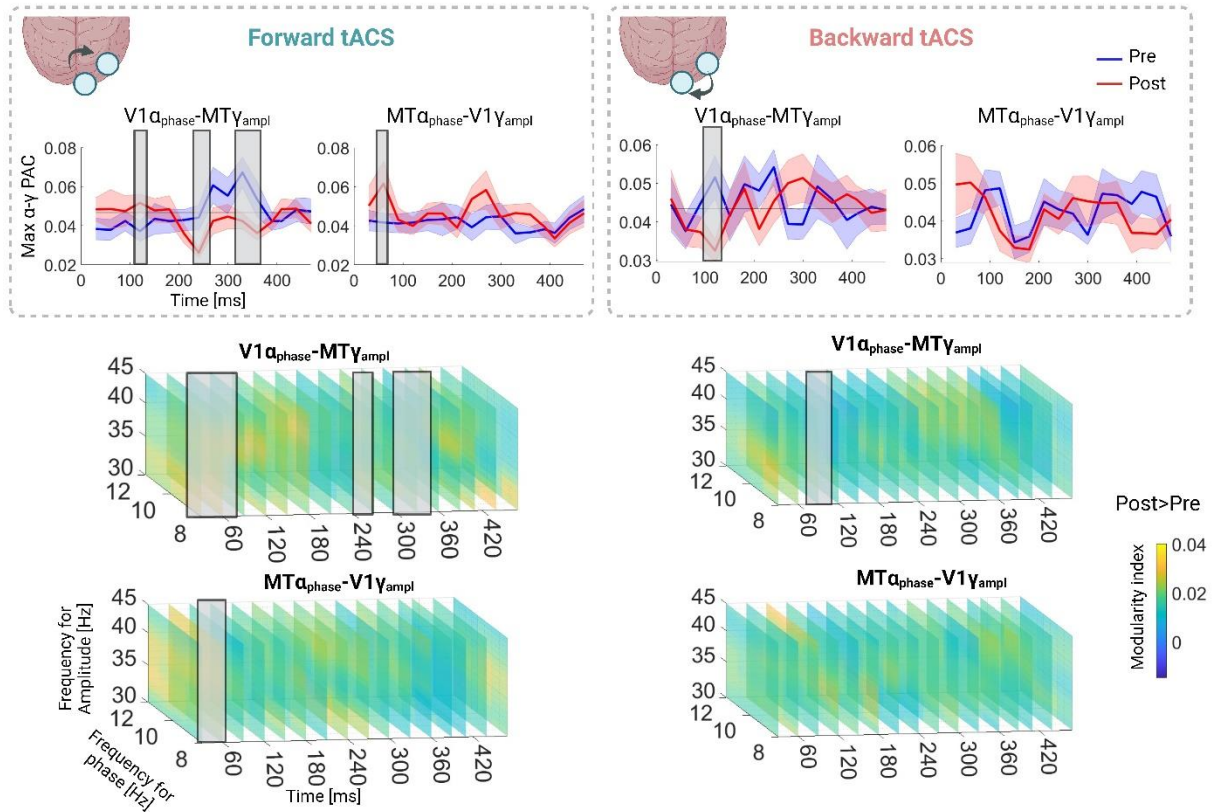 Forward tACS
Backward tACS
Pre
Post
V1αphase-MTγampl
MTαphase-V1γampl
V1αphase-MTγampl
MTαphase-V1γampl
Max α-γ PAC
0.08
0.06
0.04
0.02
0 100 200 300 400
Time [ms]
0.08
0.06
0.04
0.02
0 100 200 300 400
0.06
0.05
0.04
0.03
0 100 200 300 400
0.06
0.05
0.04
0.03
0 100 200 300 400
V1αphase-MTγampl
45
40
35
30
12
10
8
60 120 180 240 300 360 420
V1αphase-MTγampl
45
40
35
30
12
10
8
60 120 180 240 300 360 420
MTαphase-V1γampl
Frequency for
Amplitude [Hz]
45
40
35
30
12
10
8
Frequency for
phase [Hz]
60 120 180 240 300 360 420
Time [ms]
MTαphase-V1γampl
45
40
35
30
12
10
8
60 120 180 240 300 360 420
Post>Pre
Modularity index
0.04
0.02
0